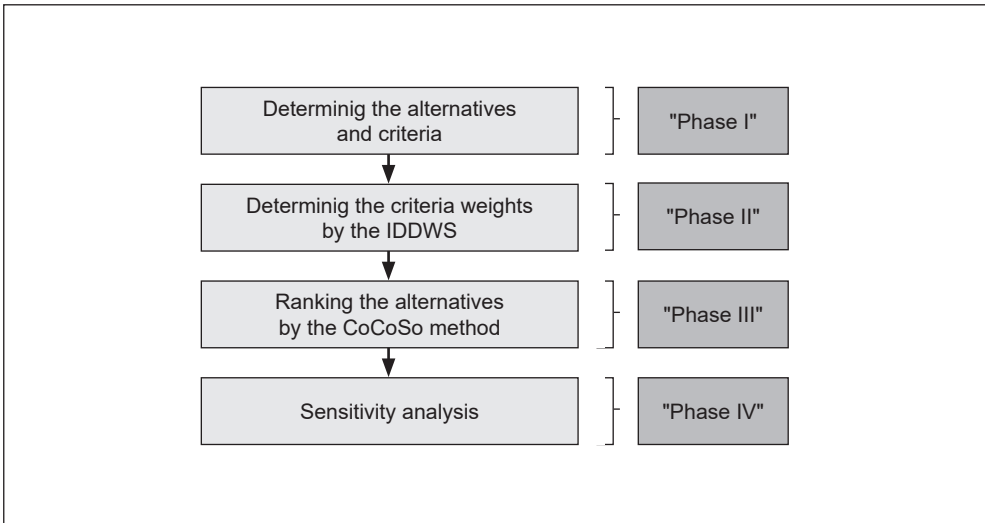 Determinig the alternatives
and criteria
"Phase I"
Determinig the criteria weights
by the IDDWS
"Phase II"
Ranking the alternatives
by the CoCoSo method
"Phase III"
Sensitivity analysis
"Phase IV"